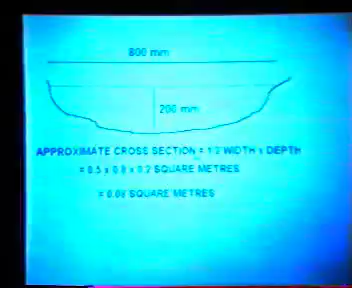 800 mm
200 mm
APPROXIMATE CROSS SECTION = 1/2 WIDTH x DEPTH
= 0.5 x 0.8 x 0.2 SQUARE METRES
= 0.08 SQUARE METRES